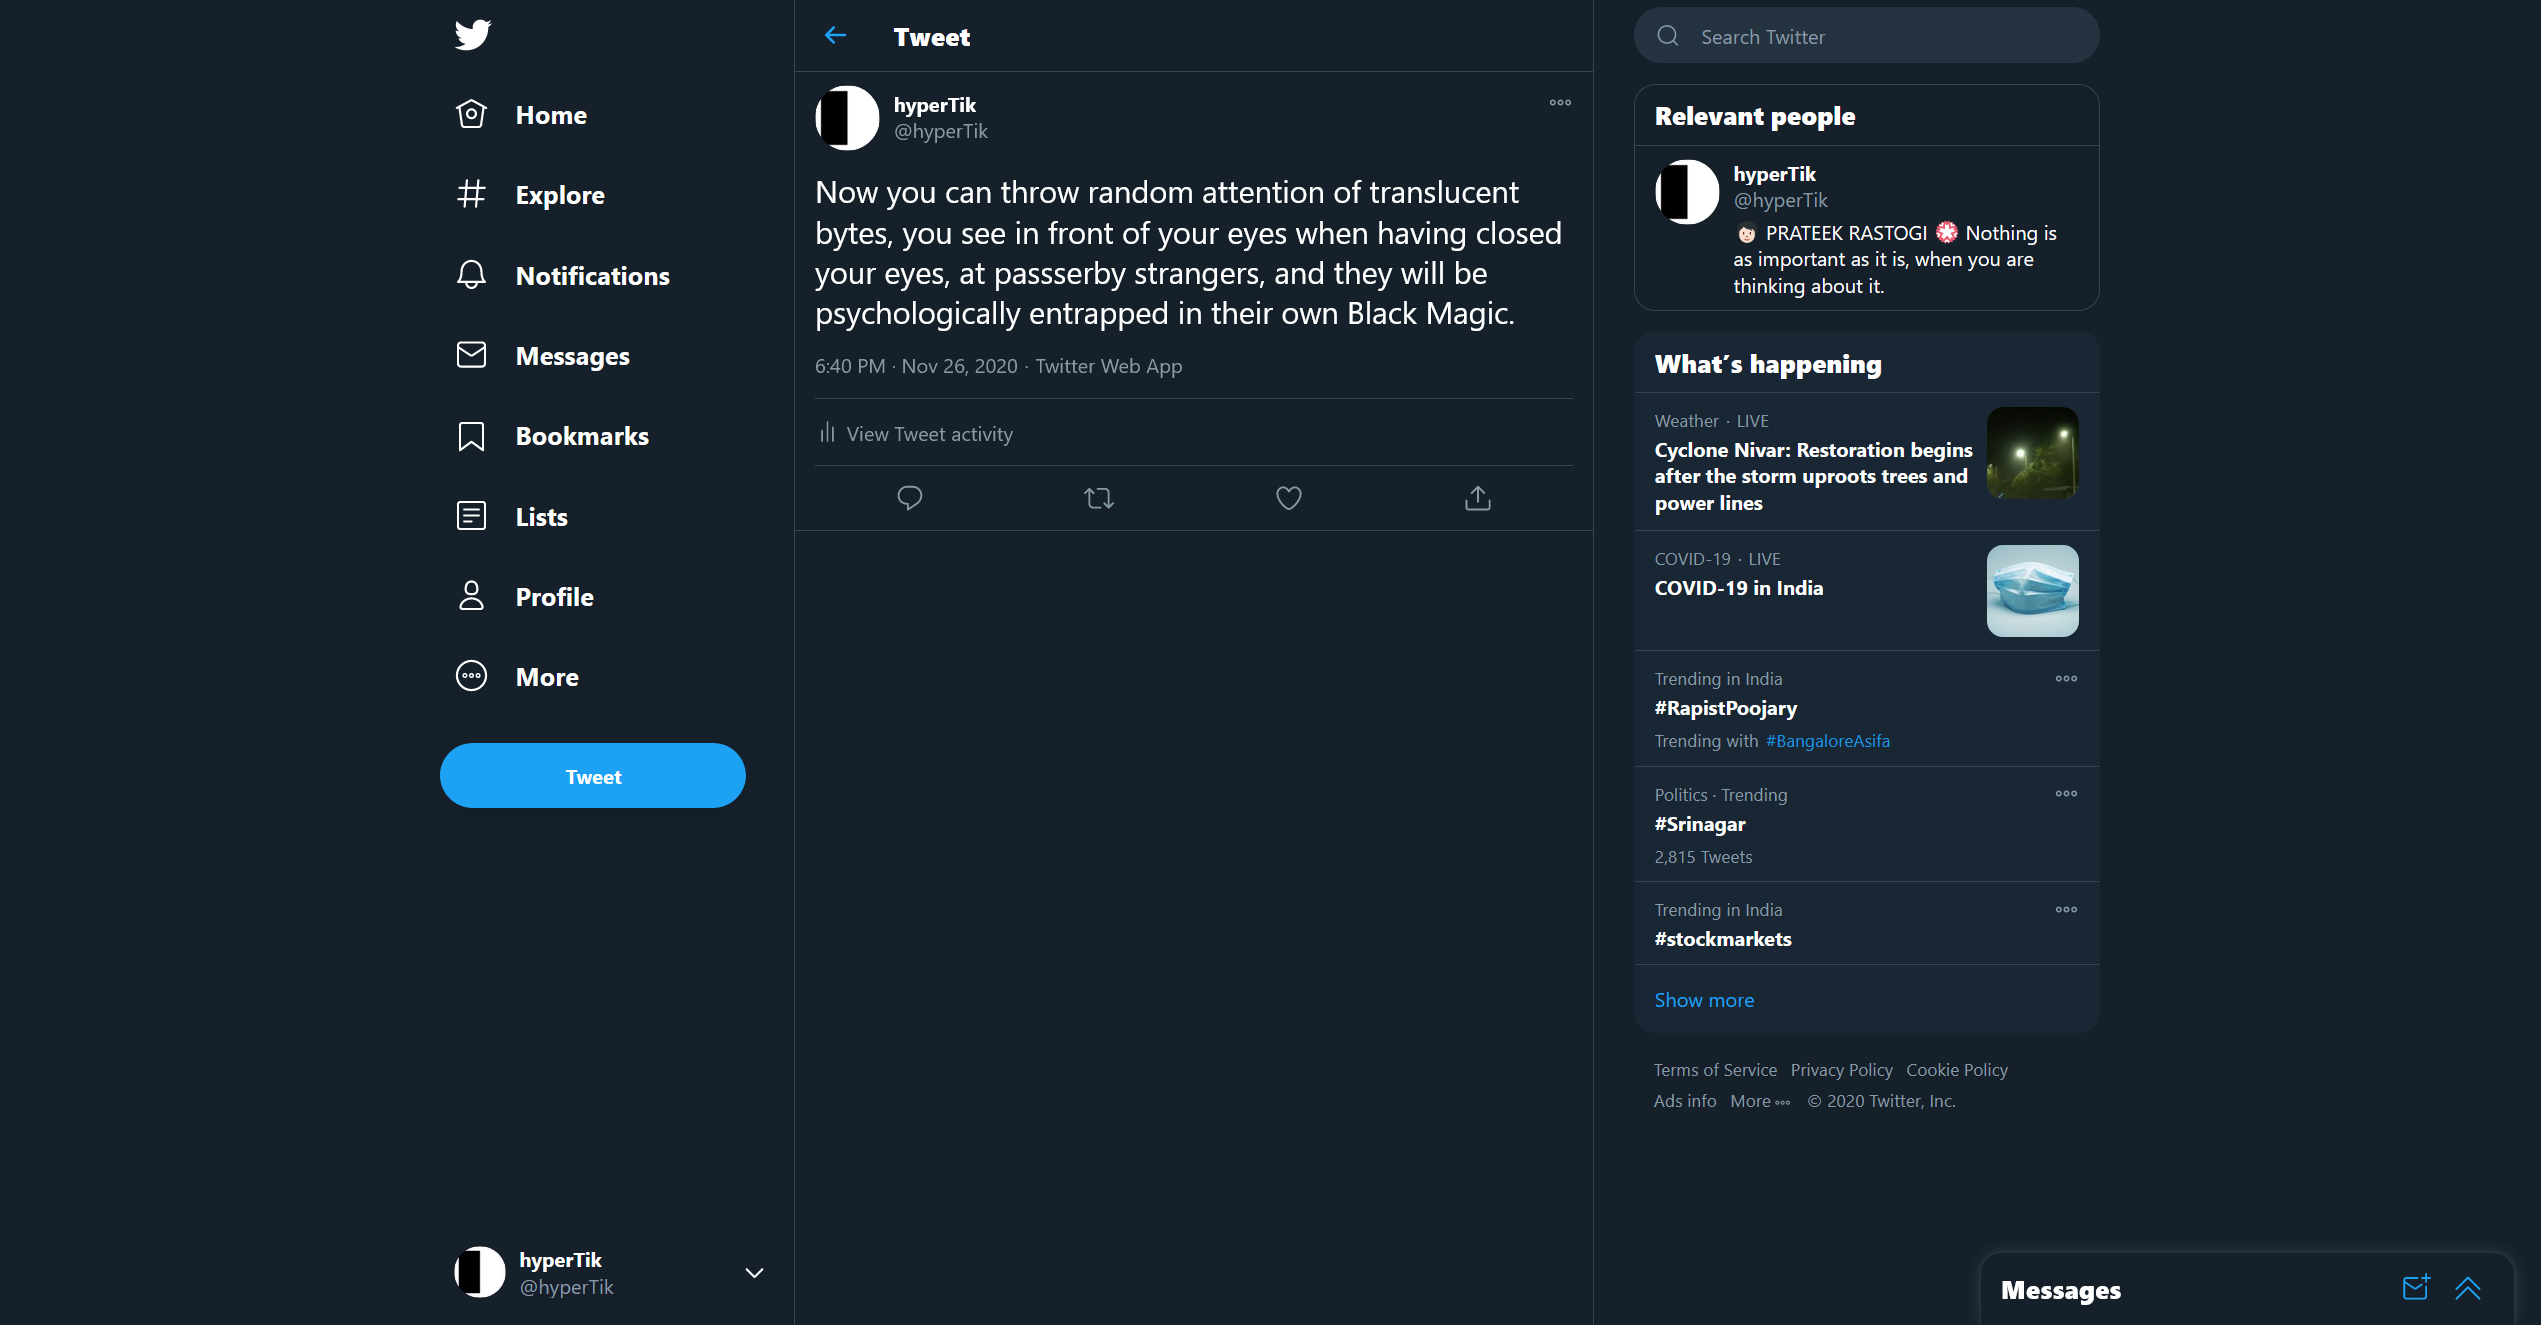 Home
Explore
Notifications
Messages
Bookmarks
Lists
Profile
More
Tweet
hyperTik
@hyperTik
Tweet
hyperTik
@hyperTik
Now you can throw random attention of translucent
bytes, you see in front of your eyes when having closed
your eyes, at passserby strangers, and they will be
psychologically entrapped in their own Black Magic.
6:40 PM · Nov 26, 2020 · Twitter Web App
View Tweet activity
Search Twitter
Relevant people
hyperTik
@hyperTik
PRATEEK RASTOGI Nothing is
as important as it is, when you are
thinking about it.
What's happening
Weather · LIVE
Cyclone Nivar: Restoration begins
after the storm uproots trees and
power lines
COVID-19 · LIVE
COVID-19 in India
Trending in India
#RapistPoojary
Trending with #BangaloreAsifa
Politics · Trending
#Srinagar
2,815 Tweets
Trending in India
#stockmarkets
Show more
Terms of Service Privacy Policy Cookie Policy
Ads info More © 2020 Twitter, Inc.
Messages